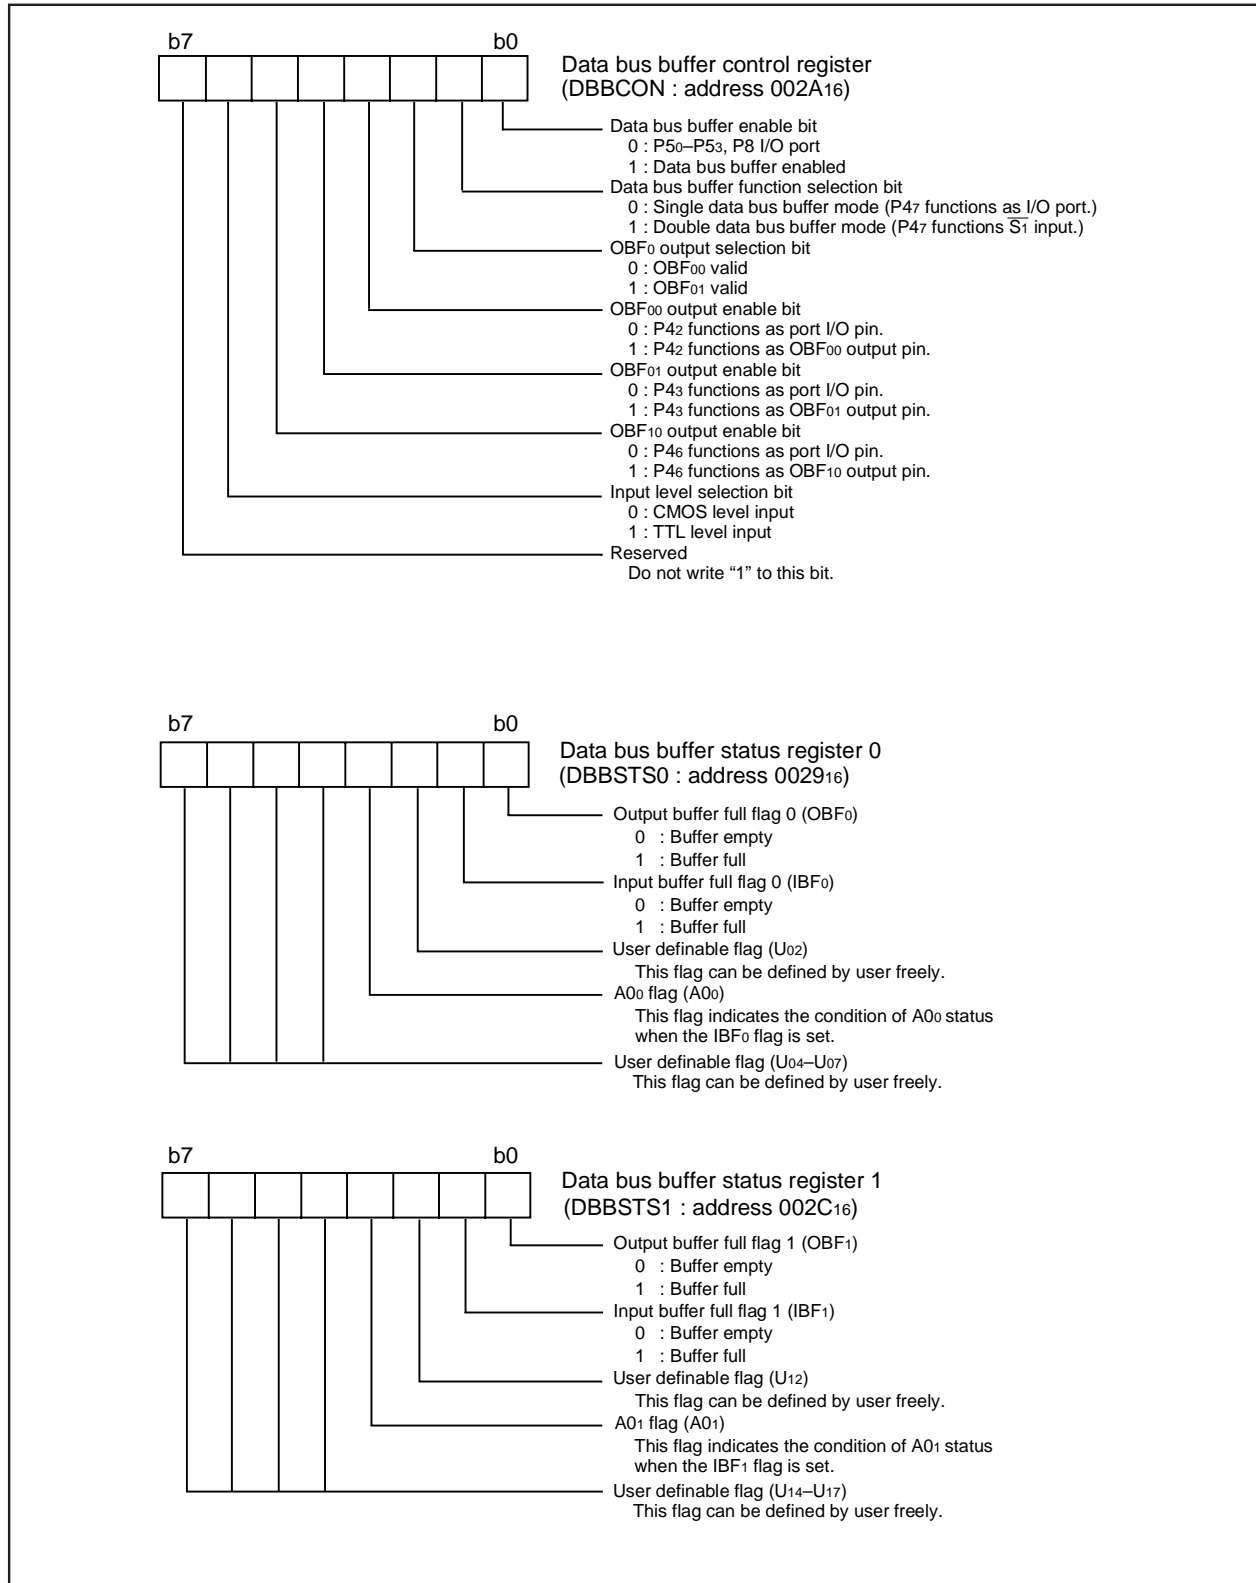 b7 b0
Data bus buffer control register
(DBBCON : address 002A16)
Data bus buffer enable bit
0 : P50–P53, P8 I/O port
1 : Data bus buffer enabled
Data bus buffer function selection bit
0 : Single data bus buffer mode (P47 functions as I/O port.)
1 : Double data bus buffer mode (P47 functions S̅1̅ input.)
OBF0 output selection bit
0 : OBF00 valid
1 : OBF01 valid
OBF00 output enable bit
0 : P42 functions as port I/O pin.
1 : P42 functions as OBF00 output pin.
OBF01 output enable bit
0 : P43 functions as port I/O pin.
1 : P43 functions as OBF01 output pin.
OBF10 output enable bit
0 : P46 functions as port I/O pin.
1 : P46 functions as OBF10 output pin.
Input level selection bit
0 : CMOS level input
1 : TTL level input
Reserved
Do not write “1” to this bit.
b7 b0
Data bus buffer status register 0
(DBBSTS0 : address 002916)
Output buffer full flag 0 (OBF0)
0 : Buffer empty
1 : Buffer full
Input buffer full flag 0 (IBF0)
0 : Buffer empty
1 : Buffer full
User definable flag (U02)
This flag can be defined by user freely.
A00 flag (A00)
This flag indicates the condition of A00 status
when the IBF0 flag is set.
User definable flag (U04–U07)
This flag can be defined by user freely.
b7 b0
Data bus buffer status register 1
(DBBSTS1 : address 002C16)
Output buffer full flag 1 (OBF1)
0 : Buffer empty
1 : Buffer full
Input buffer full flag 1 (IBF1)
0 : Buffer empty
1 : Buffer full
User definable flag (U12)
This flag can be defined by user freely.
A01 flag (A01)
This flag indicates the condition of A01 status
when the IBF1 flag is set.
User definable flag (U14–U17)
This flag can be defined by user freely.